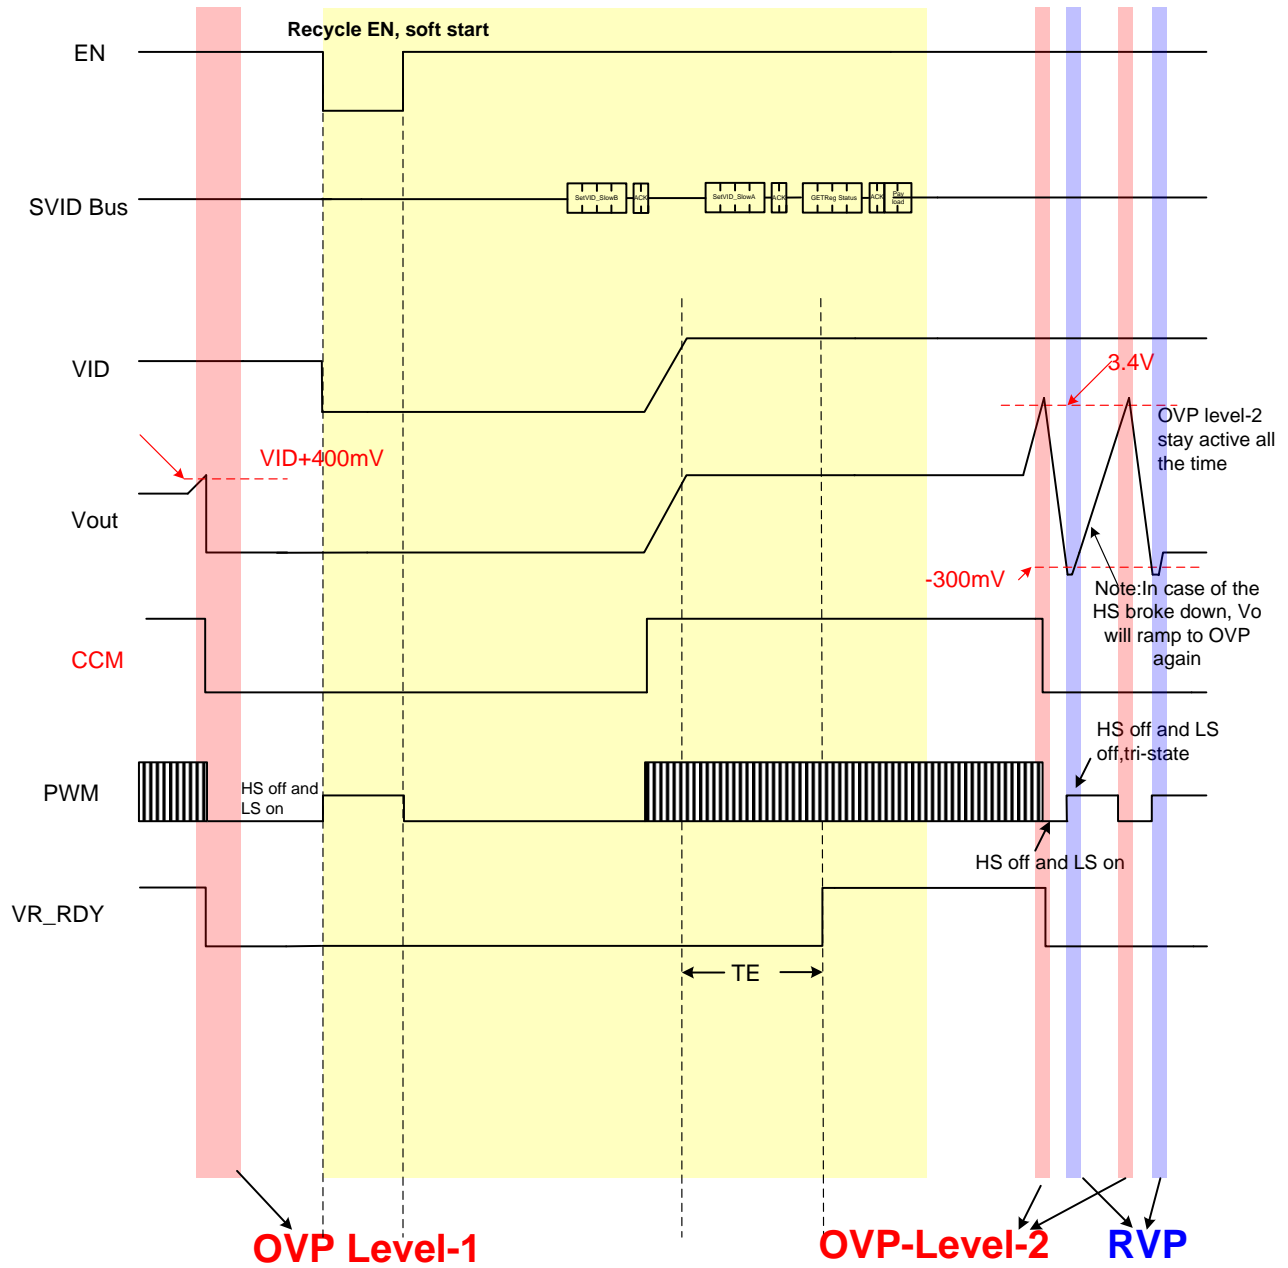 Recycle EN, soft start
EN
SVID Bus
SetVID_SlowB
ACK
SetVID_SlowA
ACK
GETReg Status
ACK
Pay
load
VID
3.4V
OVP level-2
stay active all
the time
VID+400mV
Vout
-300mV
Note:In case of the
HS broke down, Vo
will ramp to OVP
again
CCM
HS off and LS
off,tri-state
PWM
HS off and
LS on
HS off and LS on
VR_RDY
TE
OVP Level-1
OVP-Level-2
RVP